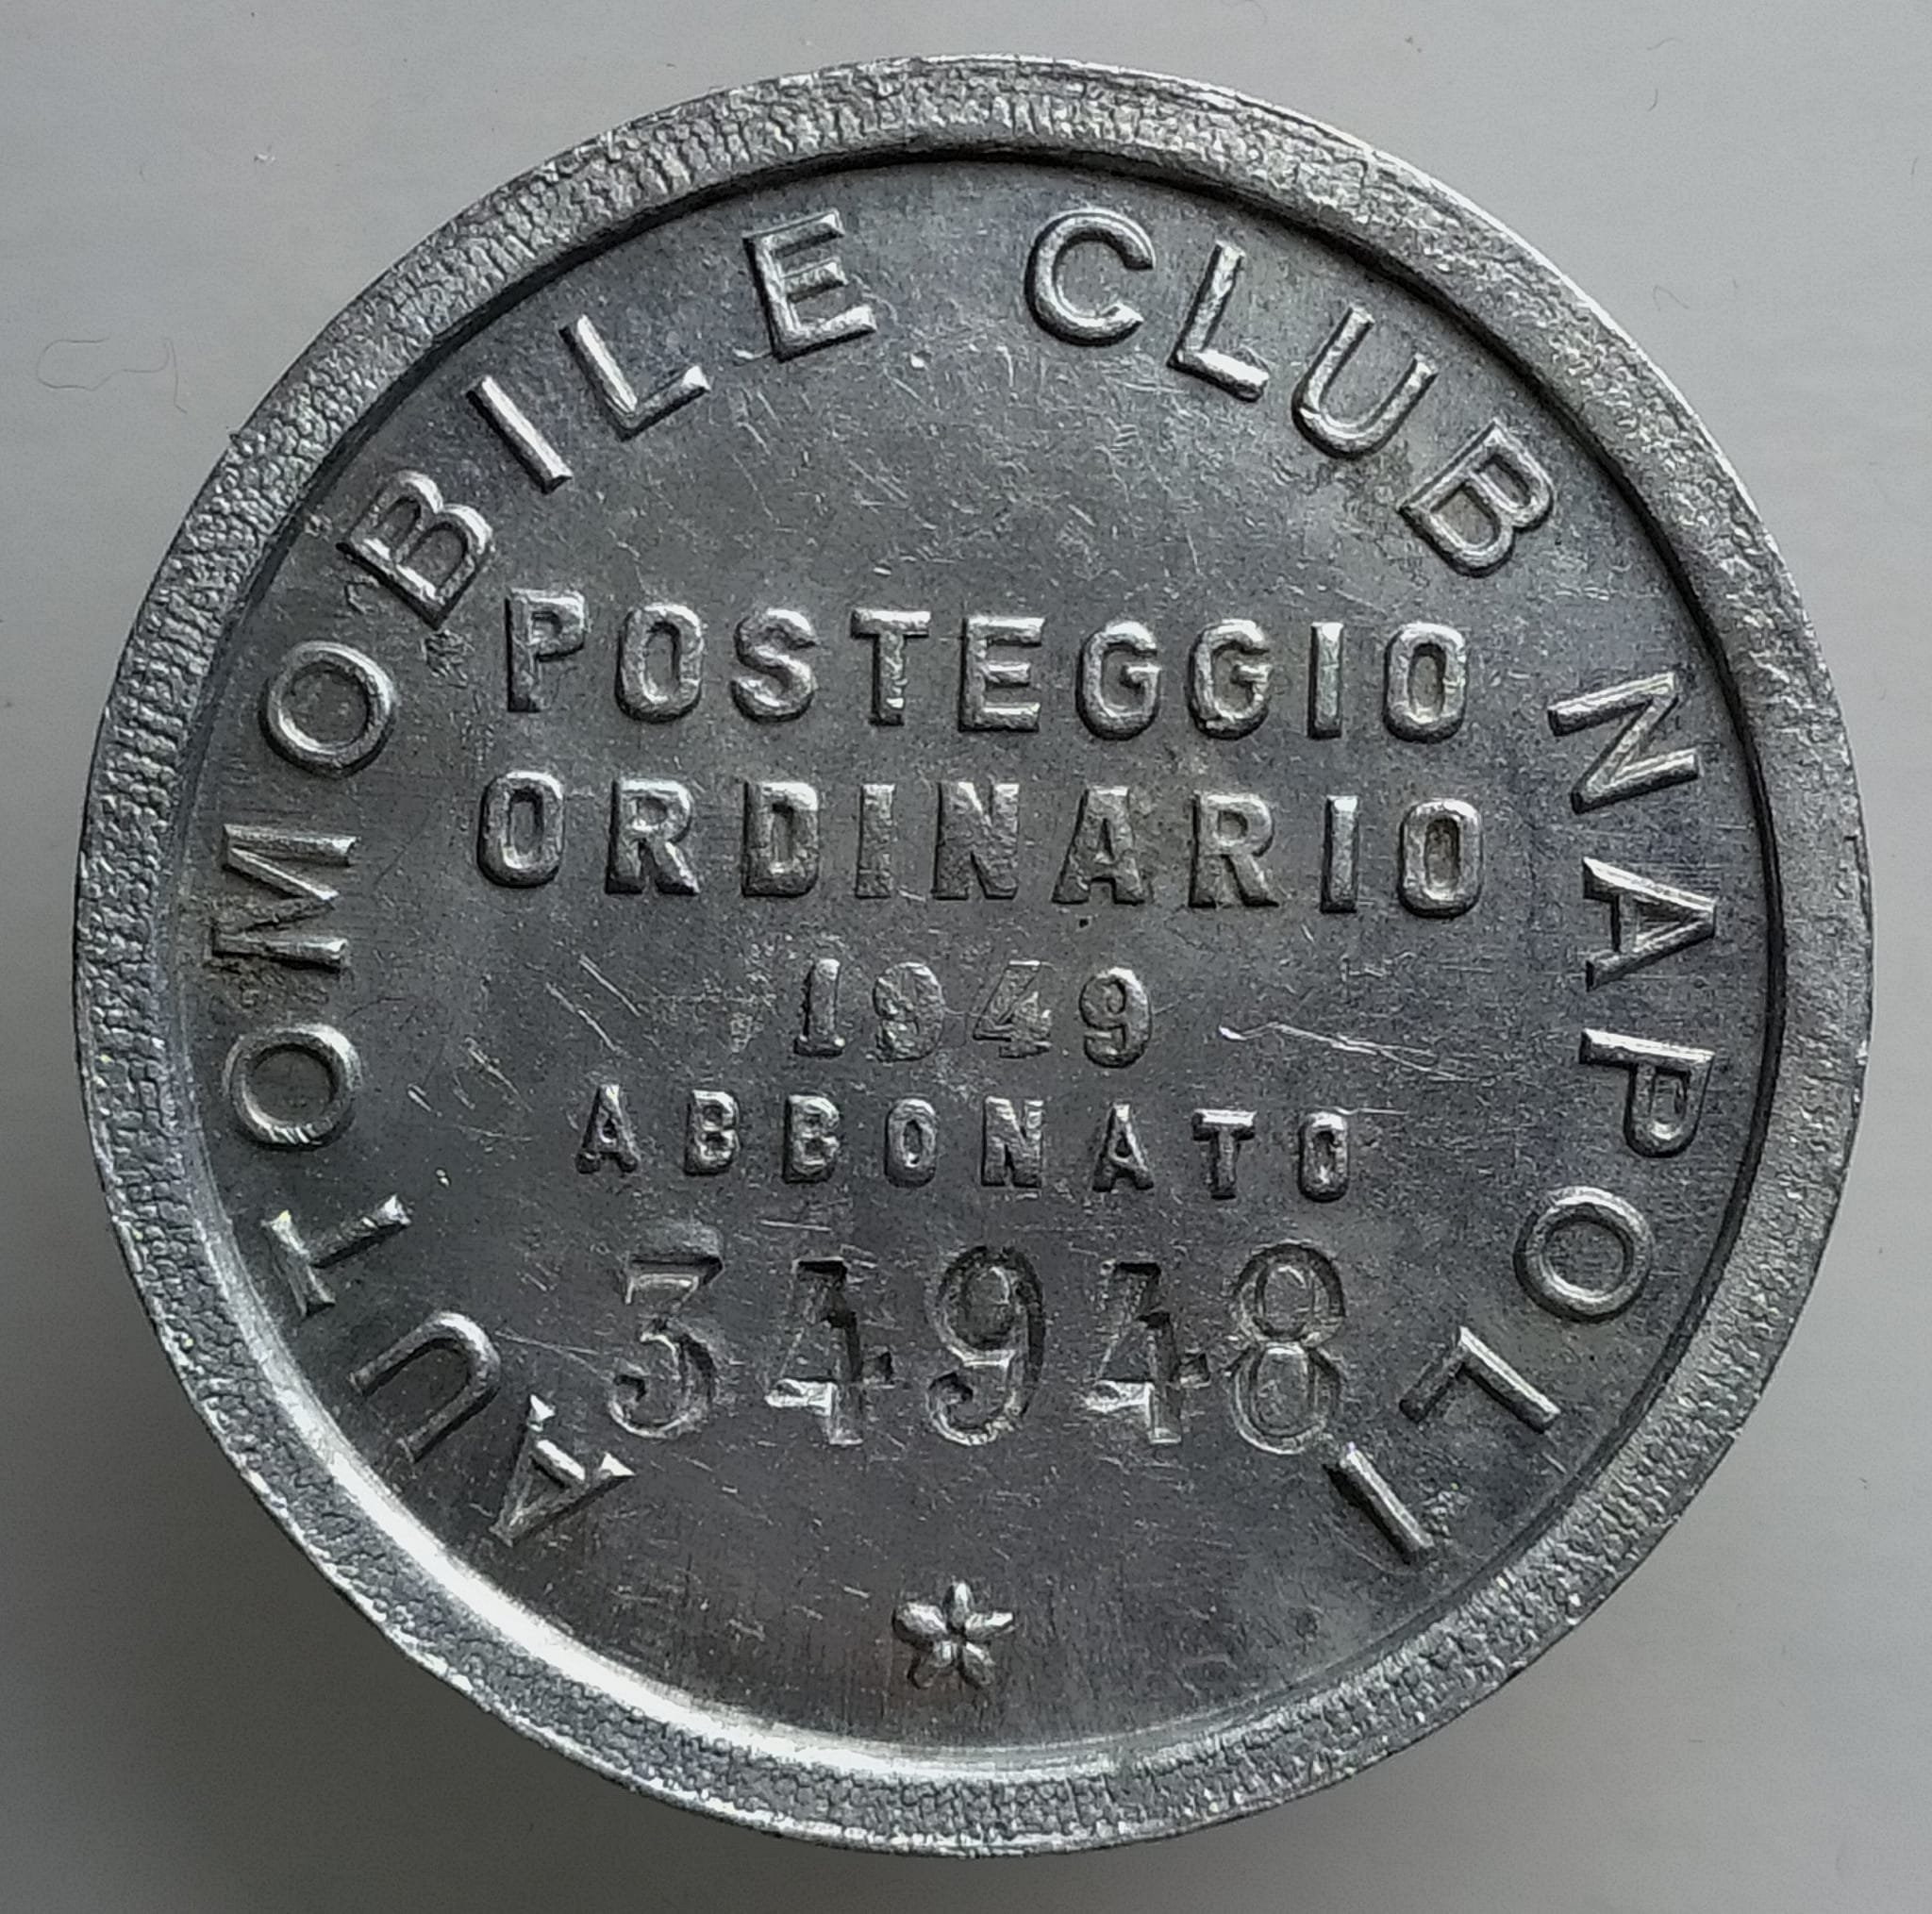 AUTOMOBILE CLUB NAPOLI
POSTEGGIO
ORDINARIO
1949
ABBONATO
34948